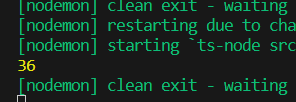 [nodemon] clean exit - waiting
[nodemon] restarting due to cha
[nodemon] starting `ts-node src
36
[nodemon] clean exit - waiting